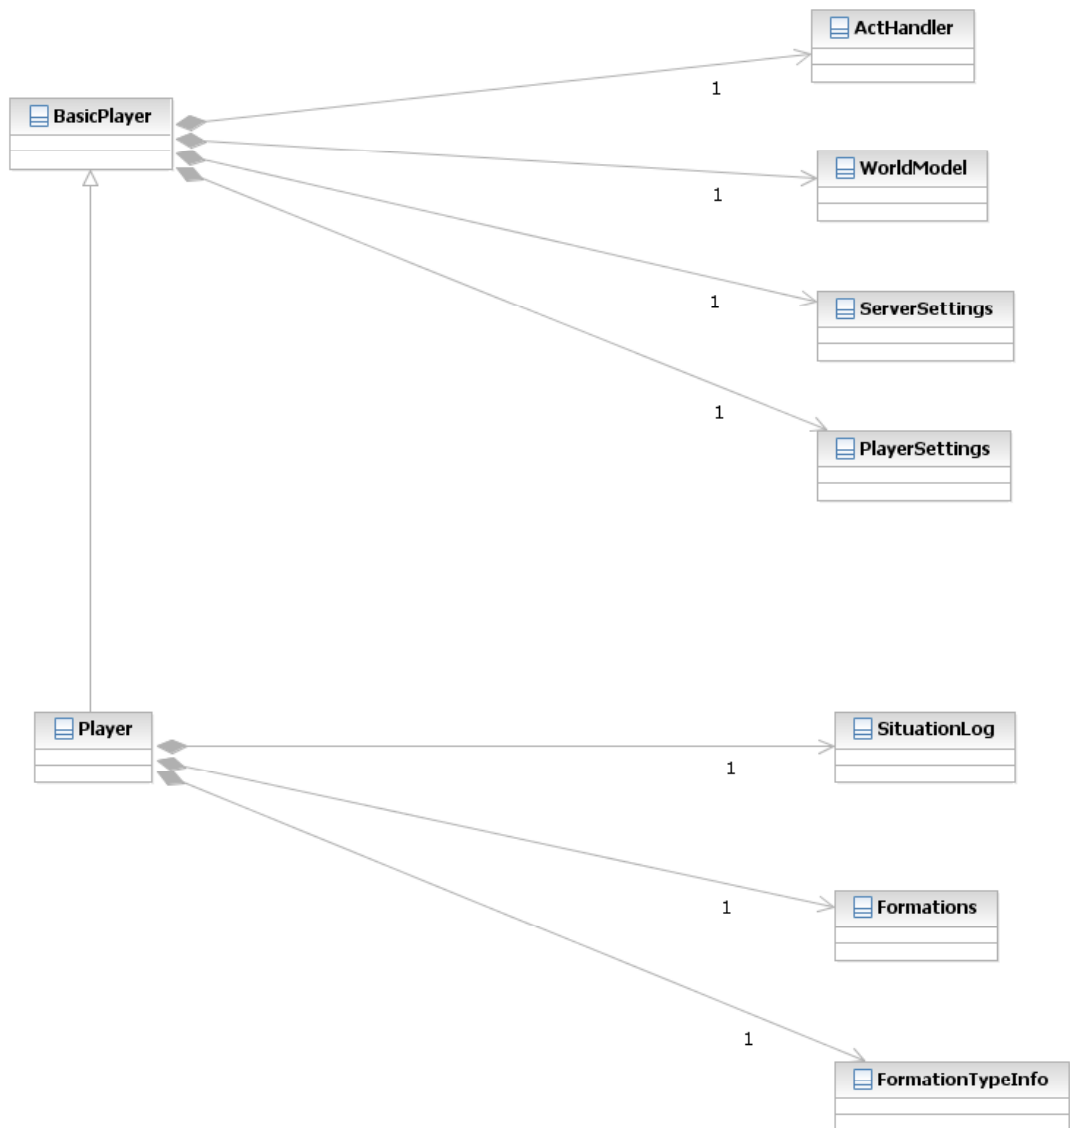 ActHandler
1
BasicPlayer
WorldModel
1
ServerSettings
1
PlayerSettings
1
Player
SituationLog
1
Formations
1
FormationTypeInfo
1